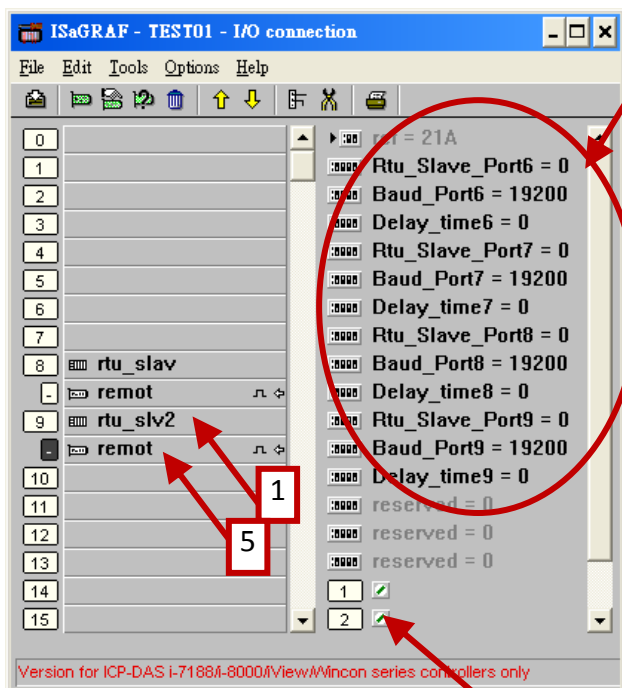 ISaGRAF - TEST01 - I/O connection
File Edit Tools Options Help
0
1
2
3
4
5
6
7
8 rtu_slav
- remot
9 rtu_slv2
- remot
10
11
12
13
14
15
1
5
ref = 21A
Rtu_Slave_Port6 = 0
Baud_Port6 = 19200
Delay_time6 = 0
Rtu_Slave_Port7 = 0
Baud_Port7 = 19200
Delay_time7 = 0
Rtu_Slave_Port8 = 0
Baud_Port8 = 19200
Delay_time8 = 0
Rtu_Slave_Port9 = 0
Baud_Port9 = 19200
Delay_time9 = 0
reserved = 0
reserved = 0
reserved = 0
1
2
Version for ICP-DAS i-7188/i-8000/iView/Wincon series controllers only